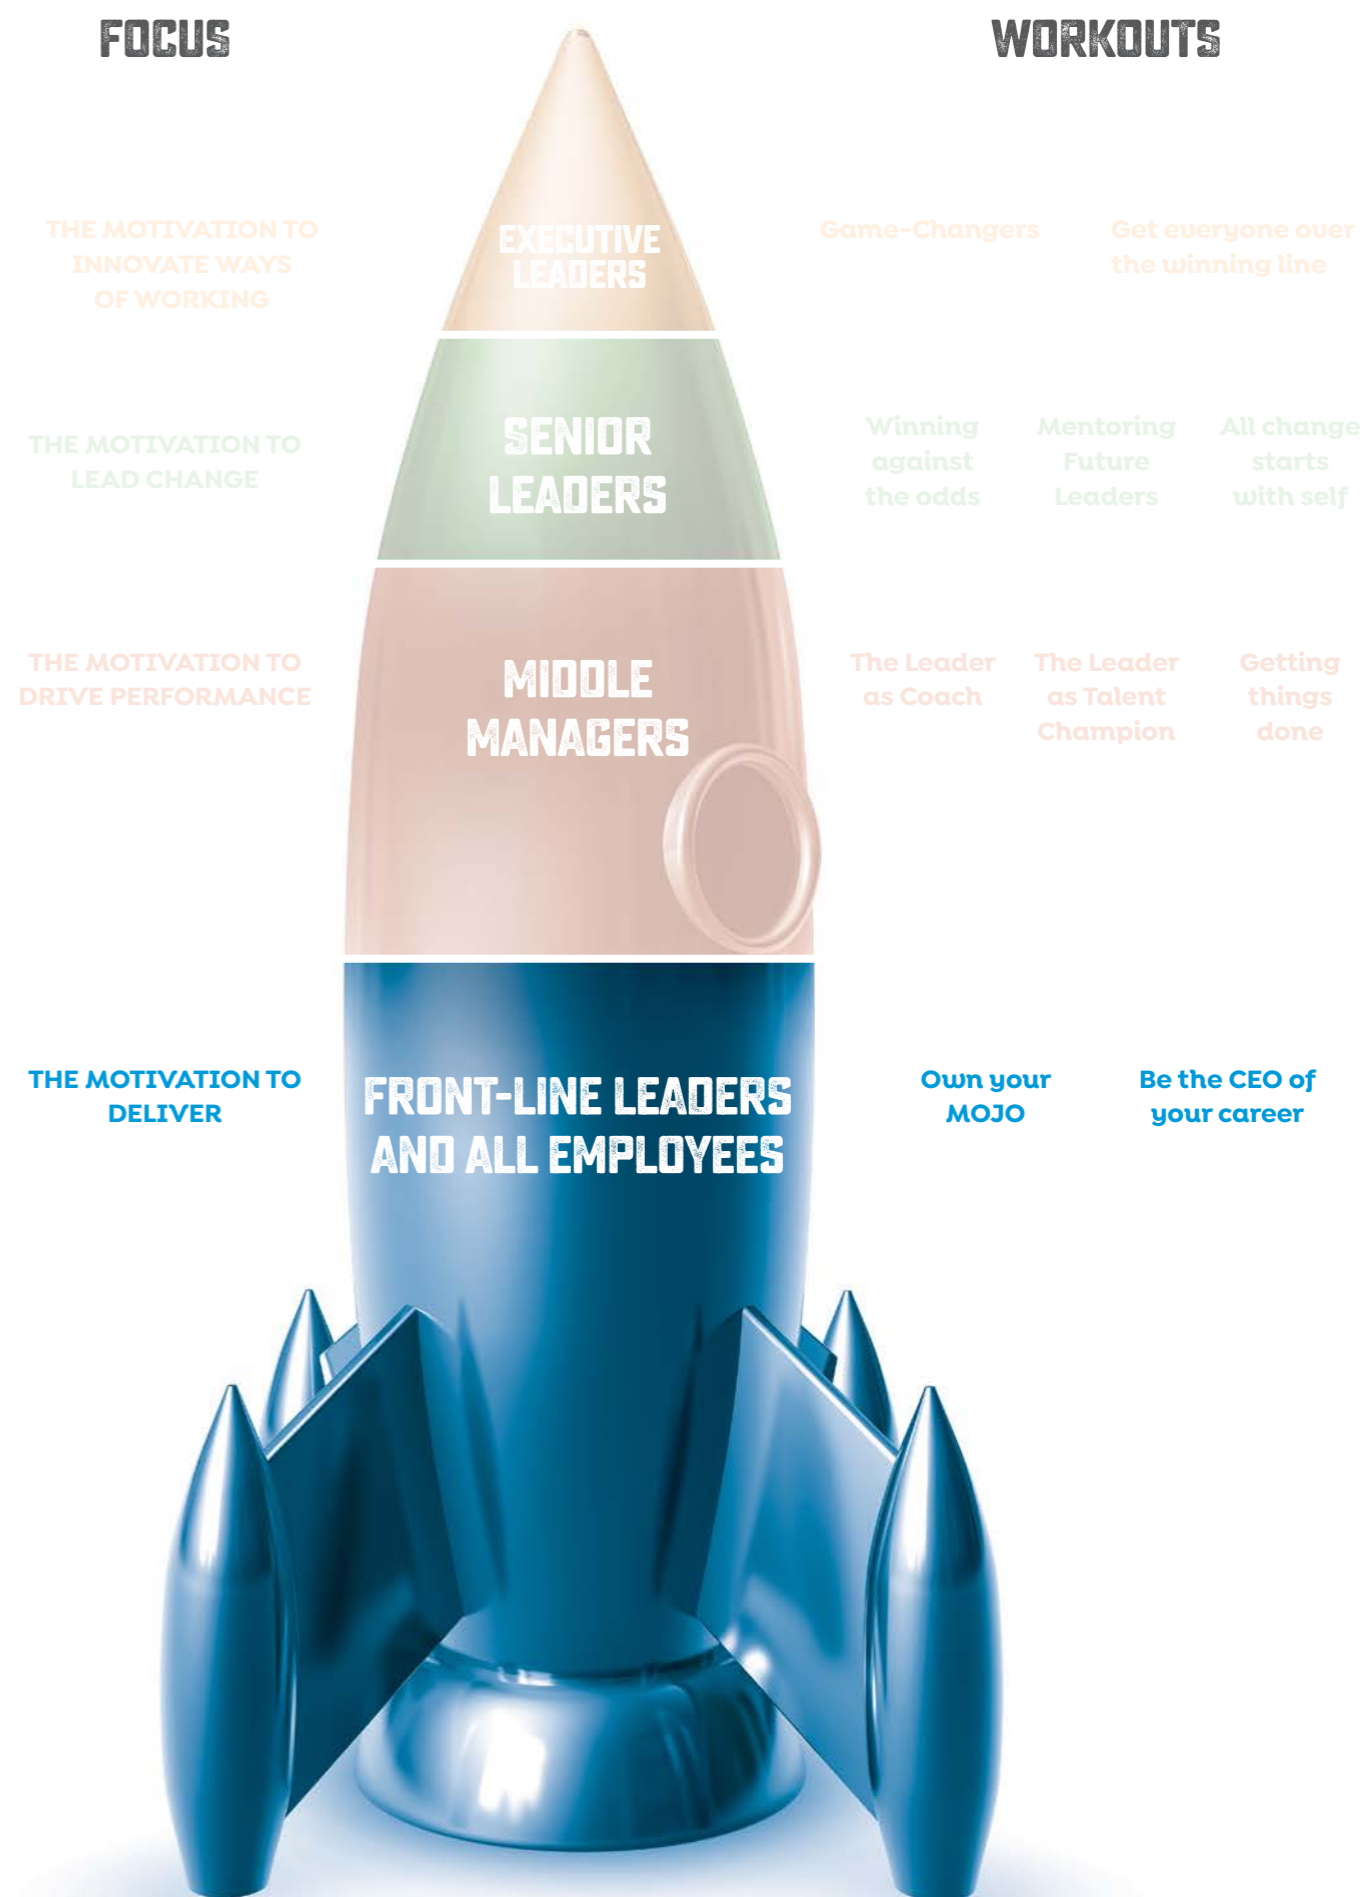 FOCUS
WORKOUTS
THE MOTIVATION TO
INNOVATE WAYS
OF WORKING
EXECUTIVE
LEADERS
Game-Changers
Get everyone over
the winning line
THE MOTIVATION TO
LEAD CHANGE
SENIOR
LEADERS
Winning
against
the odds
Mentoring
Future
Leaders
All change
starts
with self
THE MOTIVATION TO
DRIVE PERFORMANCE
MIDDLE
MANAGERS
The Leader
as Coach
The Leader
as Talent
Champion
Getting
things
done
THE MOTIVATION TO
DELIVER
FRONT-LINE LEADERS
AND ALL EMPLOYEES
Own your
MOJO
Be the CEO of
your career